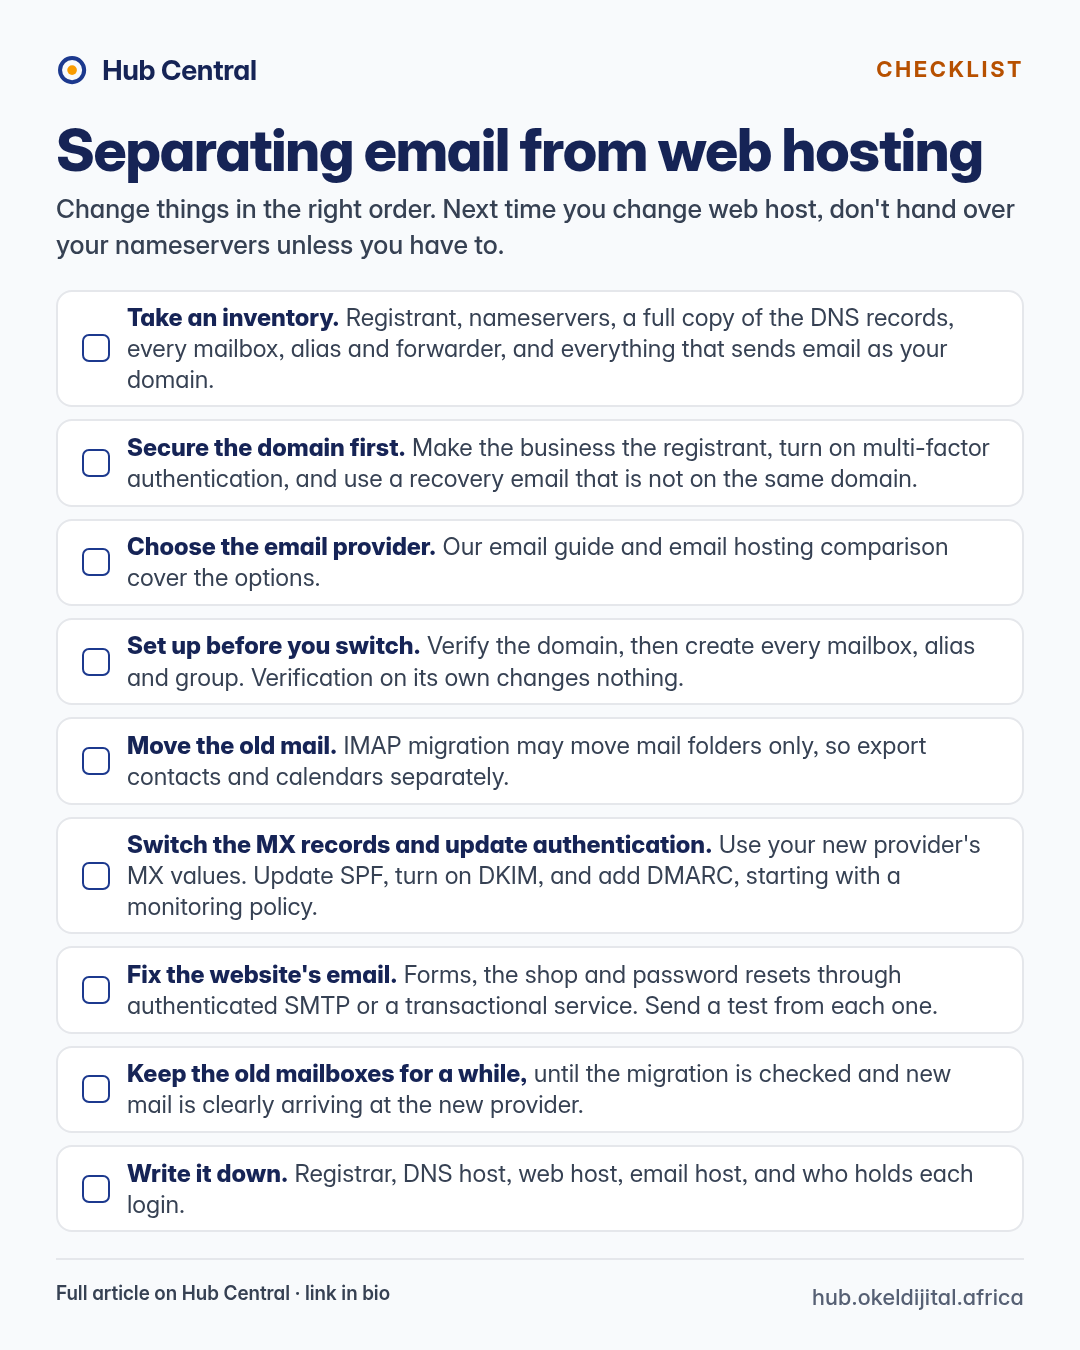 Hub Central
CHECKLIST
Separating email from web hosting
Change things in the right order. Next time you change web host, don't hand over
your nameservers unless you have to.
Take an inventory. Registrant, nameservers, a full copy of the DNS records,
every mailbox, alias and forwarder, and everything that sends email as your
domain.
Secure the domain first. Make the business the registrant, turn on multi-factor
authentication, and use a recovery email that is not on the same domain.
Choose the email provider. Our email guide and email hosting comparison
cover the options.
Set up before you switch. Verify the domain, then create every mailbox, alias
and group. Verification on its own changes nothing.
Move the old mail. IMAP migration may move mail folders only, so export
contacts and calendars separately.
Switch the MX records and update authentication. Use your new provider's
MX values. Update SPF, turn on DKIM, and add DMARC, starting with a
monitoring policy.
Fix the website's email. Forms, the shop and password resets through
authenticated SMTP or a transactional service. Send a test from each one.
Keep the old mailboxes for a while, until the migration is checked and new
mail is clearly arriving at the new provider.
Write it down. Registrar, DNS host, web host, email host, and who holds each
login.
Full article on Hub Central · link in bio
hub.okeldijital.africa